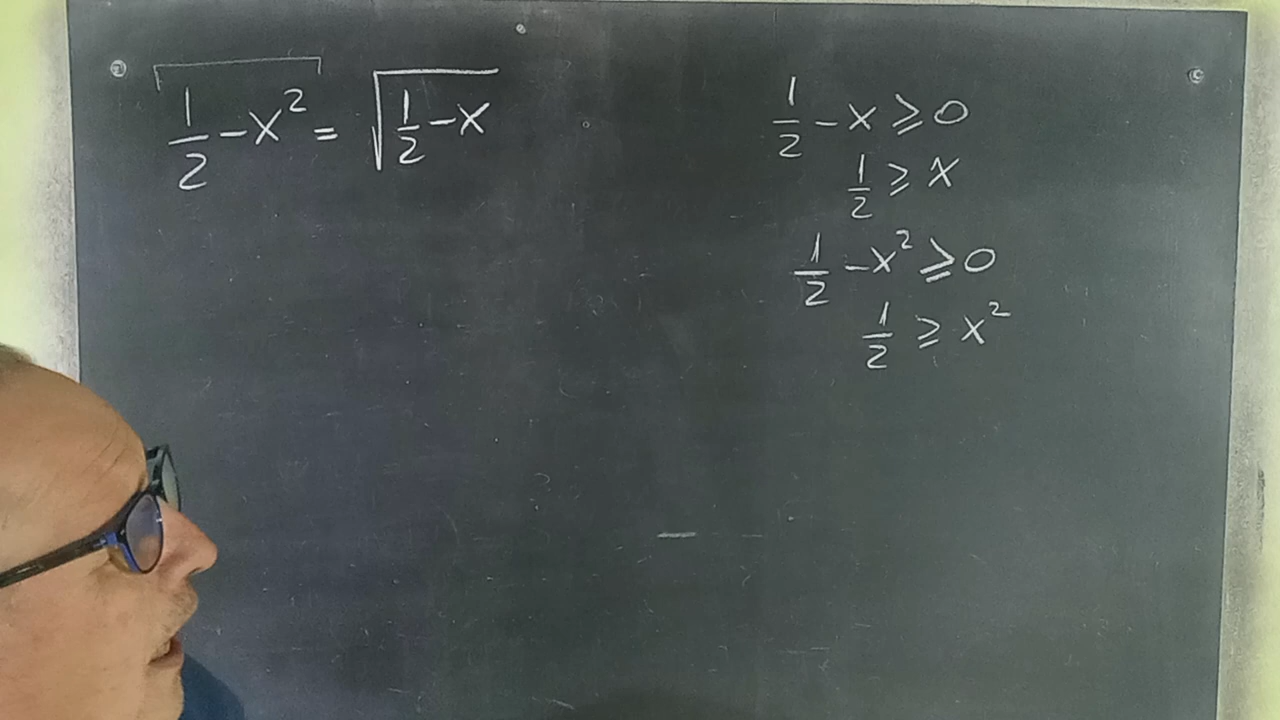 1/2 - x² = √(1/2 - x)
1/2 - x ⩾ 0
1/2 ⩾ x
1/2 - x² ⩾ 0
1/2 ⩾ x²